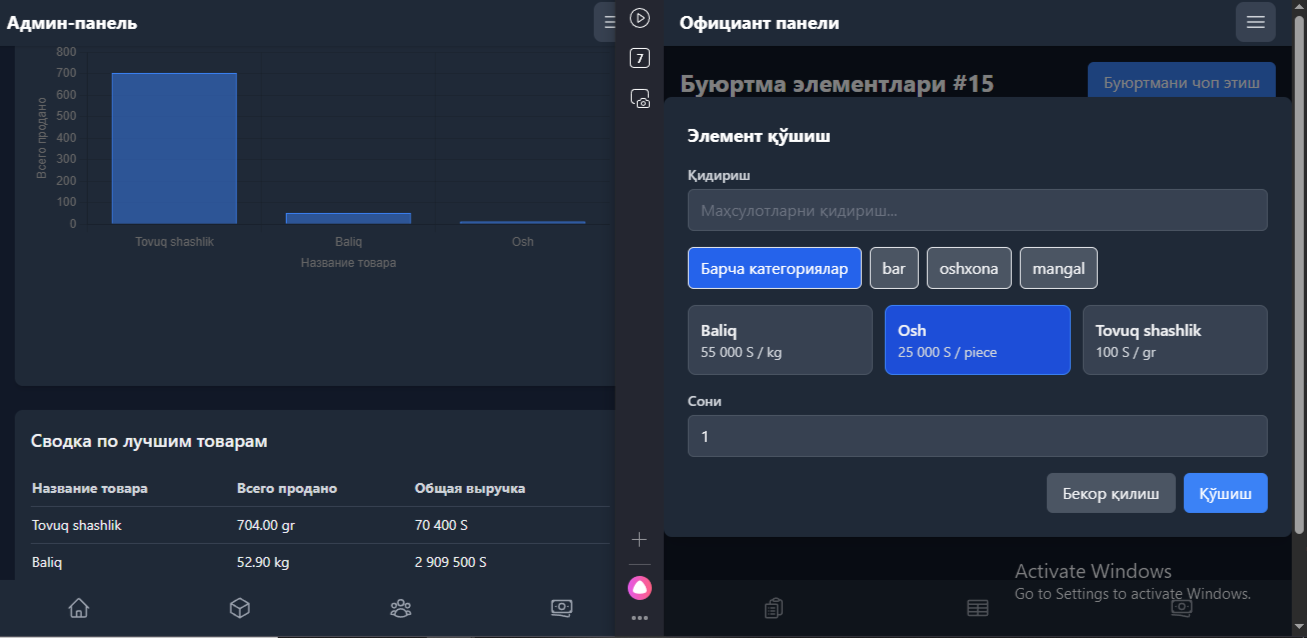 Админ-панель
800
700
600
500
400
300
200
100
0
Всего продано
Tovuq shashlik
Baliq
Osh
Название товара
Сводка по лучшим товарам
Название товара
Всего продано
Общая выручка
Tovuq shashlik
704.00 gr
70 400 S
Baliq
52.90 kg
2 909 500 S
7
Официант панели
Буюртма элементлари #15
Буюртмани чоп этиш
Элемент қўшиш
Қидириш
Маҳсулотларни қидириш...
Барча категориялар
bar
oshxona
mangal
Baliq
55 000 S / kg
Osh
25 000 S / piece
Tovuq shashlik
100 S / gr
Сони
1
Бекор қилиш
Қўшиш
Activate Windows
Go to Settings to activate Windows.